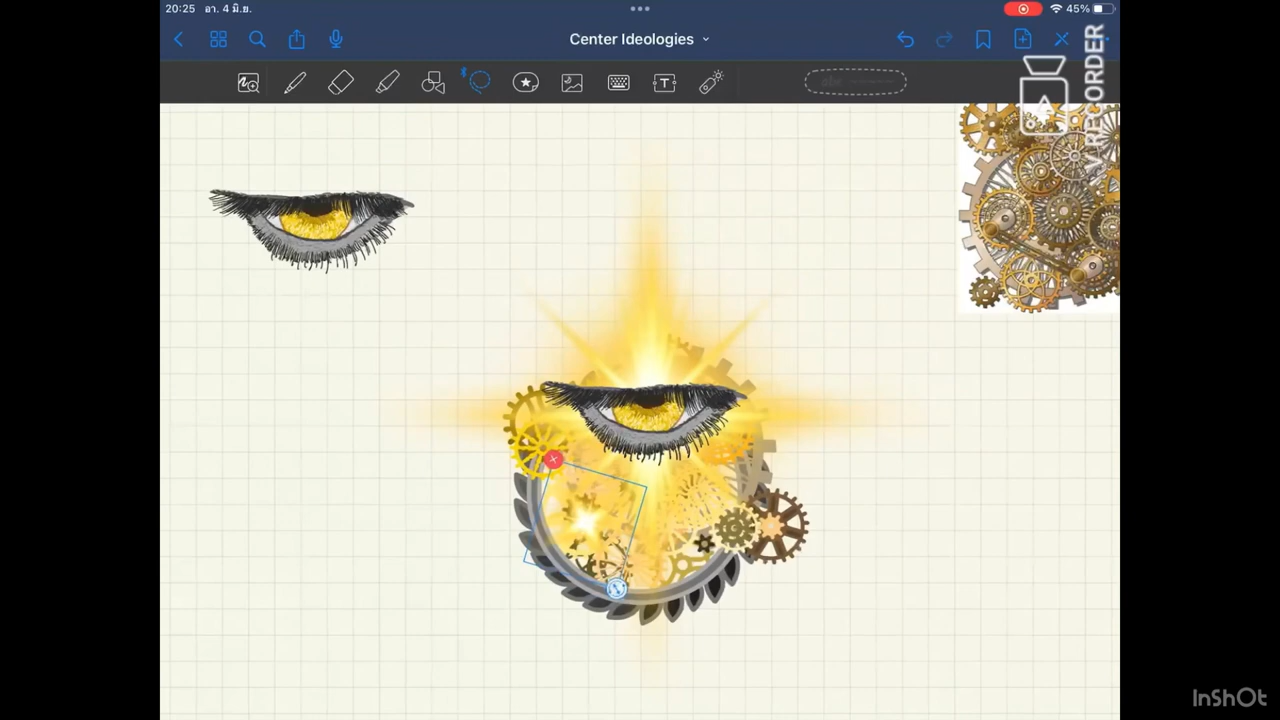 20:25 อา. 4 มิ.ย.
45%
Center Ideologies
V RECORDER
InShOt